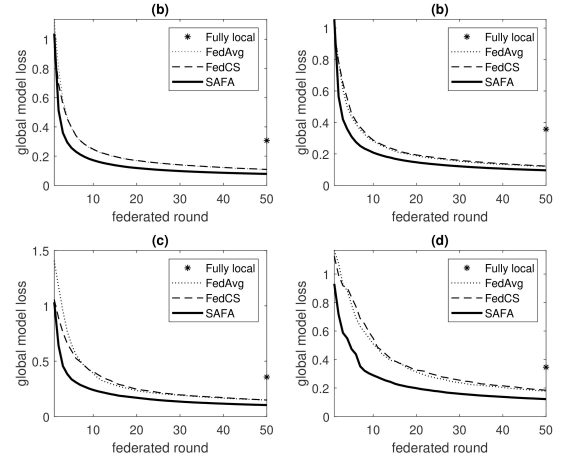 (b)
global model loss
1
0.8
0.6
0.4
0.2
0
10
20
30
40
50
federated round
Fully local
FedAvg
FedCS
SAFA
(b)
global model loss
1
0.8
0.6
0.4
0.2
0
10
20
30
40
50
federated round
Fully local
FedAvg
FedCS
SAFA
(c)
global model loss
1.5
1
0.5
0
10
20
30
40
50
federated round
Fully local
FedAvg
FedCS
SAFA
(d)
global model loss
1
0.8
0.6
0.4
0.2
0
10
20
30
40
50
federated round
Fully local
FedAvg
FedCS
SAFA